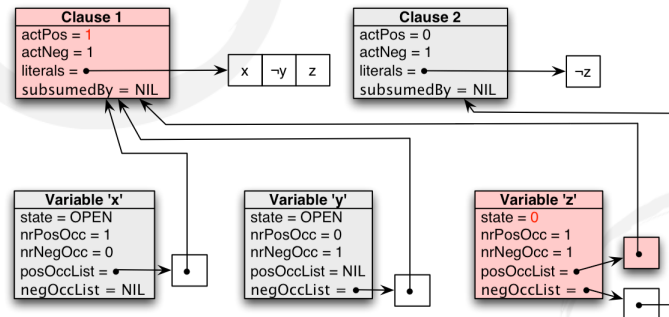 Clause 1
actPos = 1
actNeg = 1
literals =
subsumedBy = NIL
x ¬y z
Clause 2
actPos = 0
actNeg = 1
literals =
subsumedBy = NIL
¬z
Variable 'x'
state = OPEN
nrPosOcc = 1
nrNegOcc = 0
posOccList =
negOccList = NIL
Variable 'y'
state = OPEN
nrPosOcc = 0
nrNegOcc = 1
posOccList = NIL
negOccList =
Variable 'z'
state = 0
nrPosOcc = 1
nrNegOcc = 1
posOccList =
negOccList =